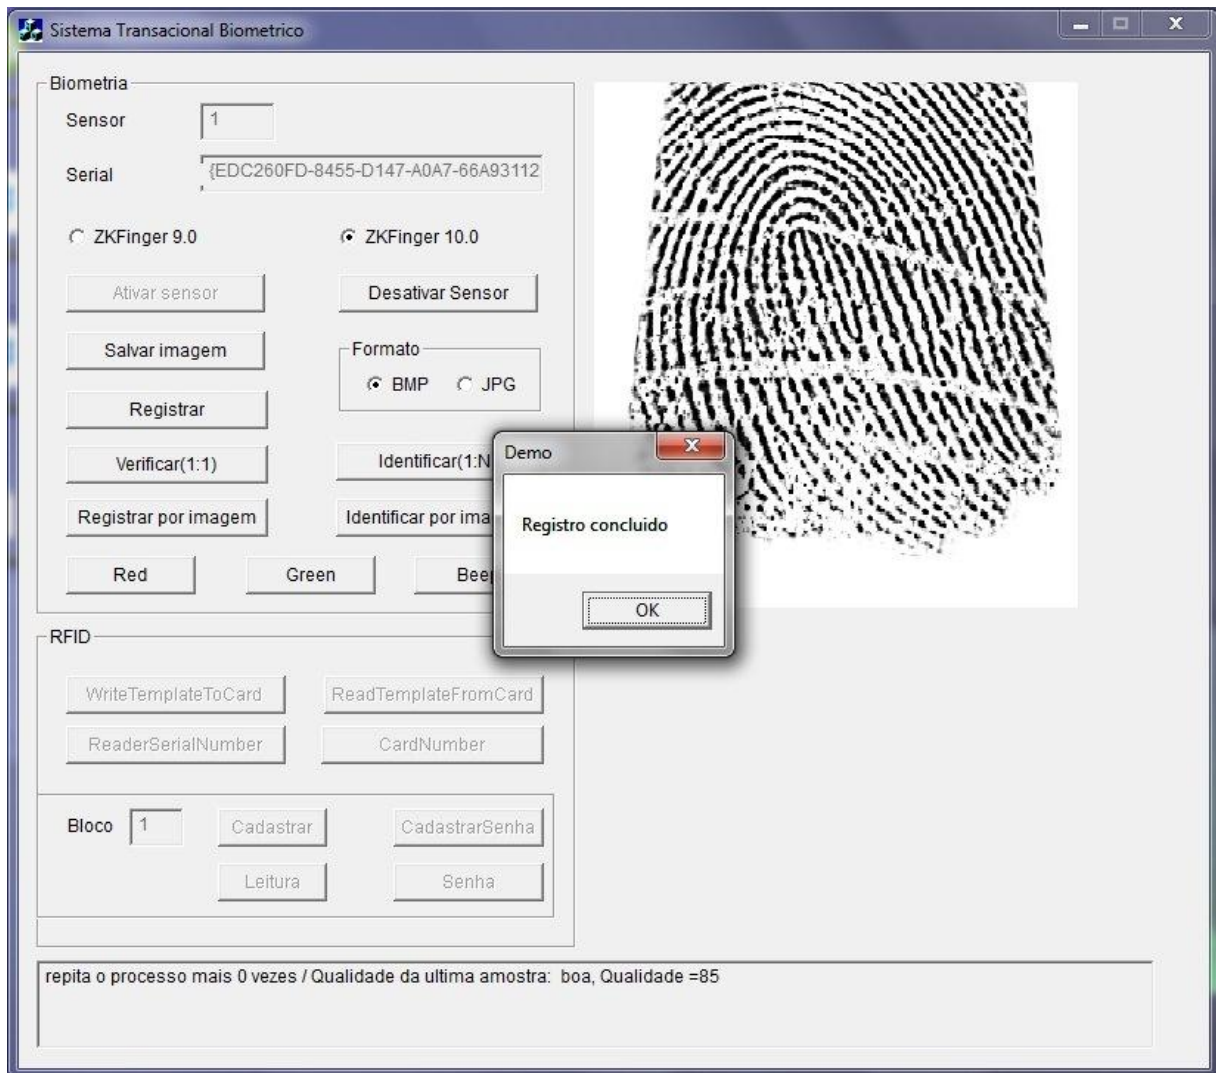 Sistema Transacional Biometrico
Biometria
Sensor 1
Serial {EDC260FD-8455-D147-A0A7-66A93112
ZKFinger 9.0 ZKFinger 10.0
Ativar sensor Desativar Sensor
Salvar imagem Formato
BMP JPG
Registrar
Verificar(1:1) Identificar(1:N
Registrar por imagem Identificar por ima
Red Green Bee
Demo
Registro concluido
OK
RFID
WriteTemplateToCard ReadTemplateFromCard
ReaderSerialNumber CardNumber
Bloco 1 Cadastrar CadastrarSenha
Leitura Senha
repita o processo mais 0 vezes / Qualidade da ultima amostra: boa, Qualidade =85